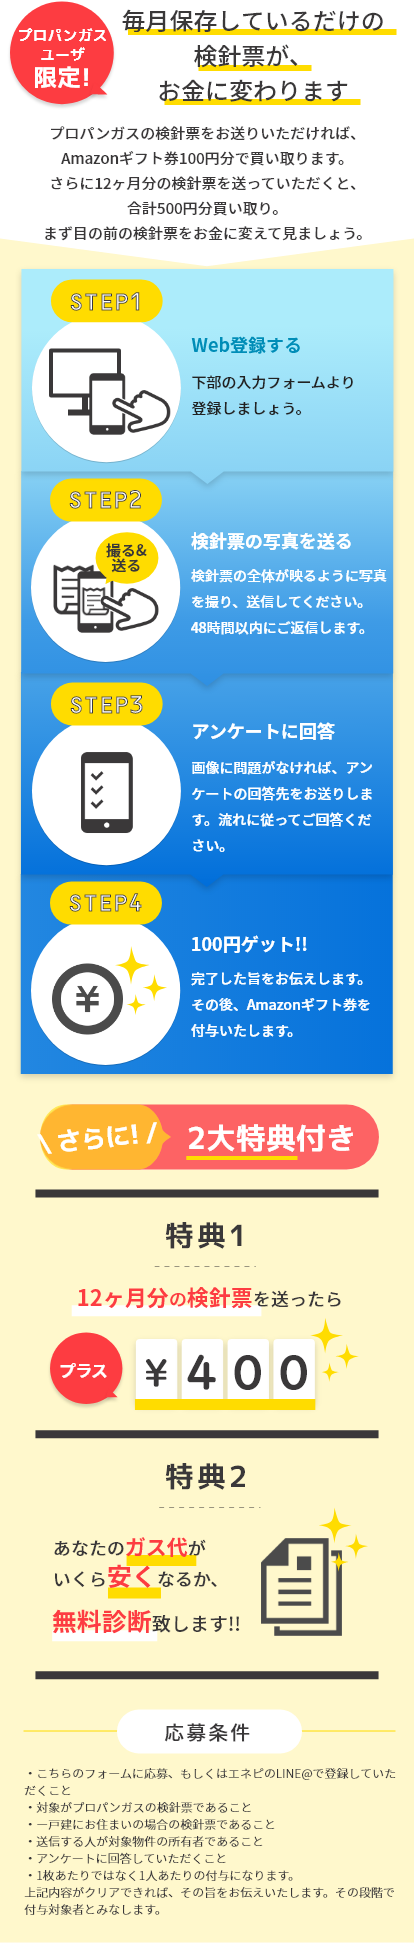 プロパンガス
ユーザ
限定!
毎月保存しているだけの
検針票が、
お金に変わります
プロパンガスの検針票をお送りいただければ、
Amazonギフト券100円分で買い取ります。
さらに12ヶ月分の検針票を送っていただくと、
合計500円分買い取り。
まず目の前の検針票をお金に変えて見ましょう。
STEP1
Web登録する
下部の入力フォームより
登録しましょう。
STEP2
撮る&
送る
検針票の写真を送る
検針票の全体が映るように写真
を撮り、送信してください。
48時間以内にご返信します。
STEP3
アンケートに回答
画像に問題がなければ、アン
ケートの回答先をお送りしま
す。流れに従ってご回答くだ
さい。
STEP4
¥
100円ゲット!!
完了した旨をお伝えします。
その後、Amazonギフト券を
付与いたします。
\ さらに! /
2大特典付き
特典1
12ヶ月分の検針票を送ったら
プラス
¥400
特典2
あなたのガス代が
いくら安くなるか、
無料診断致します!!
応募条件
・こちらのフォームに応募、もしくはエネピのLINE@で登録していた
だくこと
・対象がプロパンガスの検針票であること
・一戸建にお住まいの場合の検針票であること
・送信する人が対象物件の所有者であること
・アンケートに回答していただくこと
・1枚あたりではなく1人あたりの付与になります。
上記内容がクリアできれば、その旨をお伝えいたします。その段階で
付与対象者とみなします。